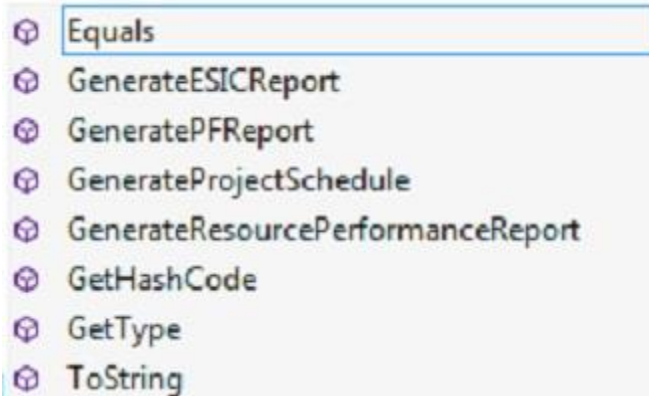 Equals
GenerateESICReport
GeneratePFReport
GenerateProjectSchedule
GenerateResourcePerformanceReport
GetHashCode
GetType
ToString